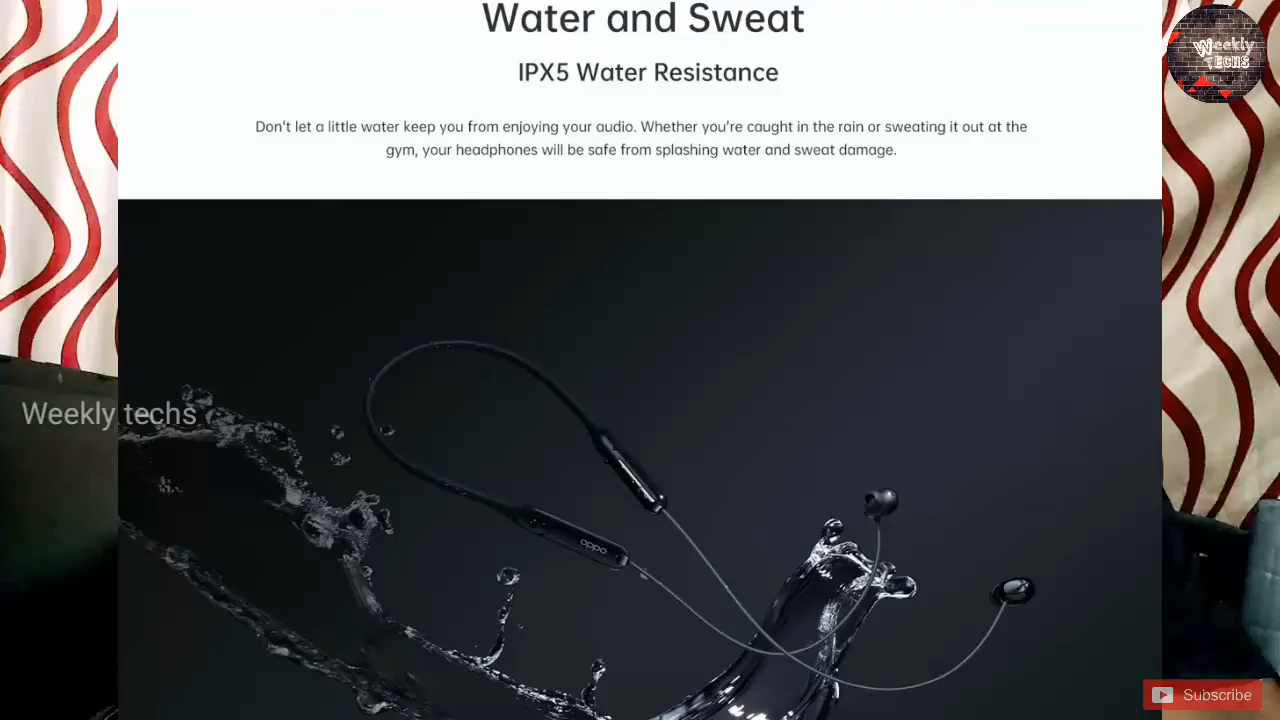 Water and Sweat
IPX5 Water Resistance
Don't let a little water keep you from enjoying your audio. Whether you're caught in the rain or sweating it out at the
gym, your headphones will be safe from splashing water and sweat damage.
Weekly
TECHS
Weekly techs
oppo
Subscribe